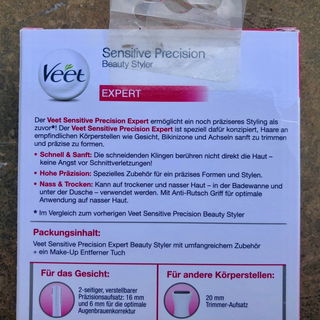 Veet
Sensitive Precision
Beauty Styler
EXPERT
Der Veet Sensitive Precision Expert ermöglicht ein noch präziseres Styling als
zuvor*! Der Veet Sensitive Precision Expert ist speziell dafür konzipiert, Haare an
empfindlichen Körperstellen wie Gesicht, Bikinizone und Achseln sanft zu trimmen
und präzise zu formen.
• Schnell & Sanft: Die schneidenden Klingen berühren nicht direkt die Haut –
keine Angst vor Schnittverletzungen!
• Hohe Präzision: Spezielles Zubehör für ein präzises Formen und Stylen.
• Nass & Trocken: Kann auf trockener und nasser Haut – in der Badewanne und
unter der Dusche – verwendet werden. Mit Anti-Rutsch Griff für optimale
Anwendung auf nasser Haut.
* Im Vergleich zum vorherigen Veet Sensitive Precision Beauty Styler
Packungsinhalt:
Veet Sensitive Precision Expert Beauty Styler mit umfangreichem Zubehör
+ ein Make-Up Entferner Tuch
Für das Gesicht:
2-seitiger, verstellbarer
Präzisionsaufsatz: 16 mm
und 6 mm für die optimale
Augenbrauenkorrektur
Für andere Körperstellen:
20 mm
Trimmer-Aufsatz